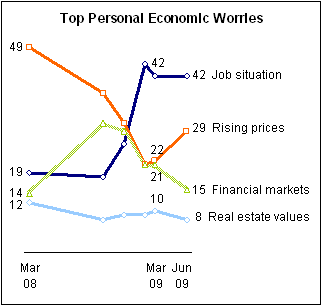 Top Personal Economic Worries
49
42
42 Job situation
29 Rising prices
22
19
21
14
15 Financial markets
12
10
8 Real estate values
Mar Mar Jun
08 09 09